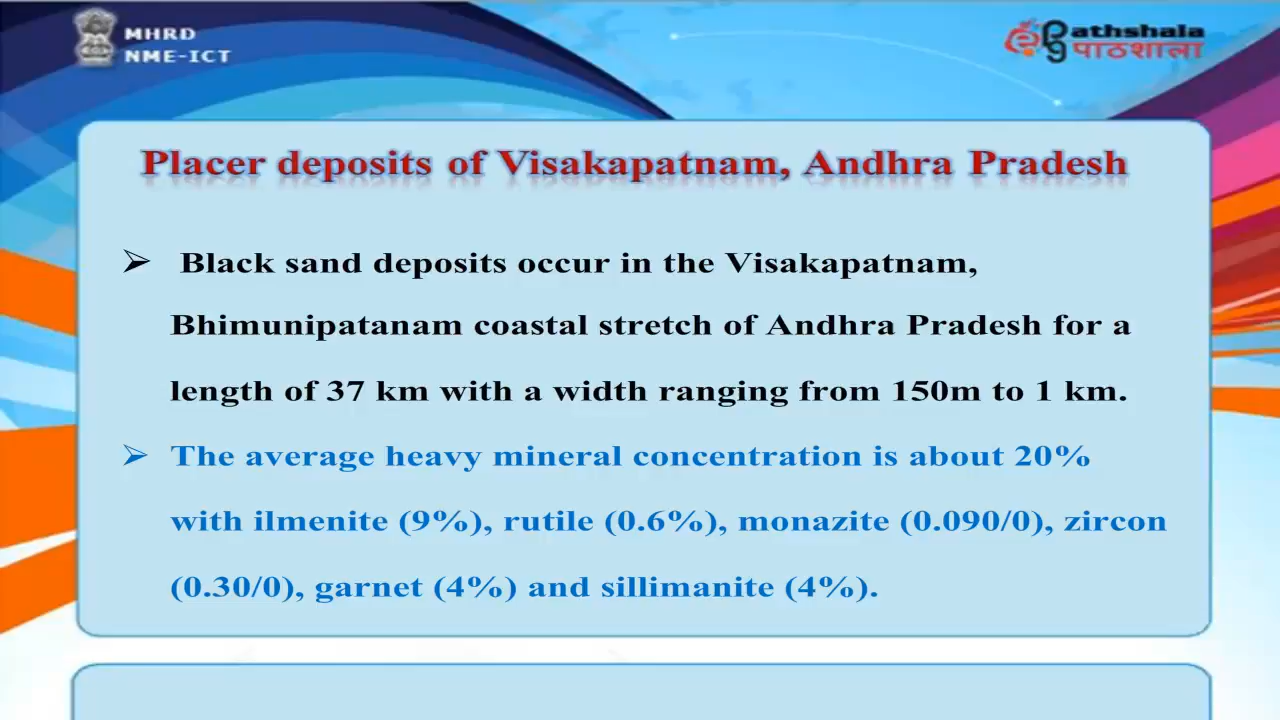 MHRD
NME-ICT
athshala
पाठशाला
Placer deposits of Visakapatnam, Andhra Pradesh
➢ Black sand deposits occur in the Visakapatnam,
Bhimunipatanam coastal stretch of Andhra Pradesh for a
length of 37 km with a width ranging from 150m to 1 km.
➢ The average heavy mineral concentration is about 20%
with ilmenite (9%), rutile (0.6%), monazite (0.090/0), zircon
(0.30/0), garnet (4%) and sillimanite (4%).